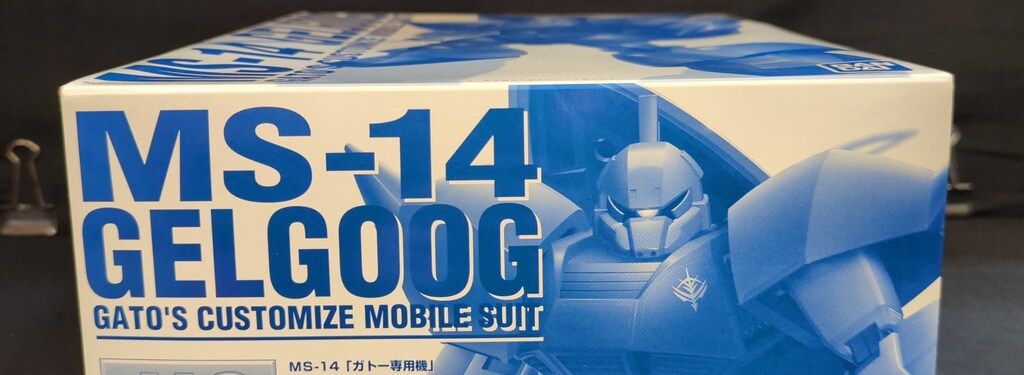 MS-14
GELGOOG
GATO'S CUSTOMIZE MOBILE SUIT
MS-14「ガトー専用機」